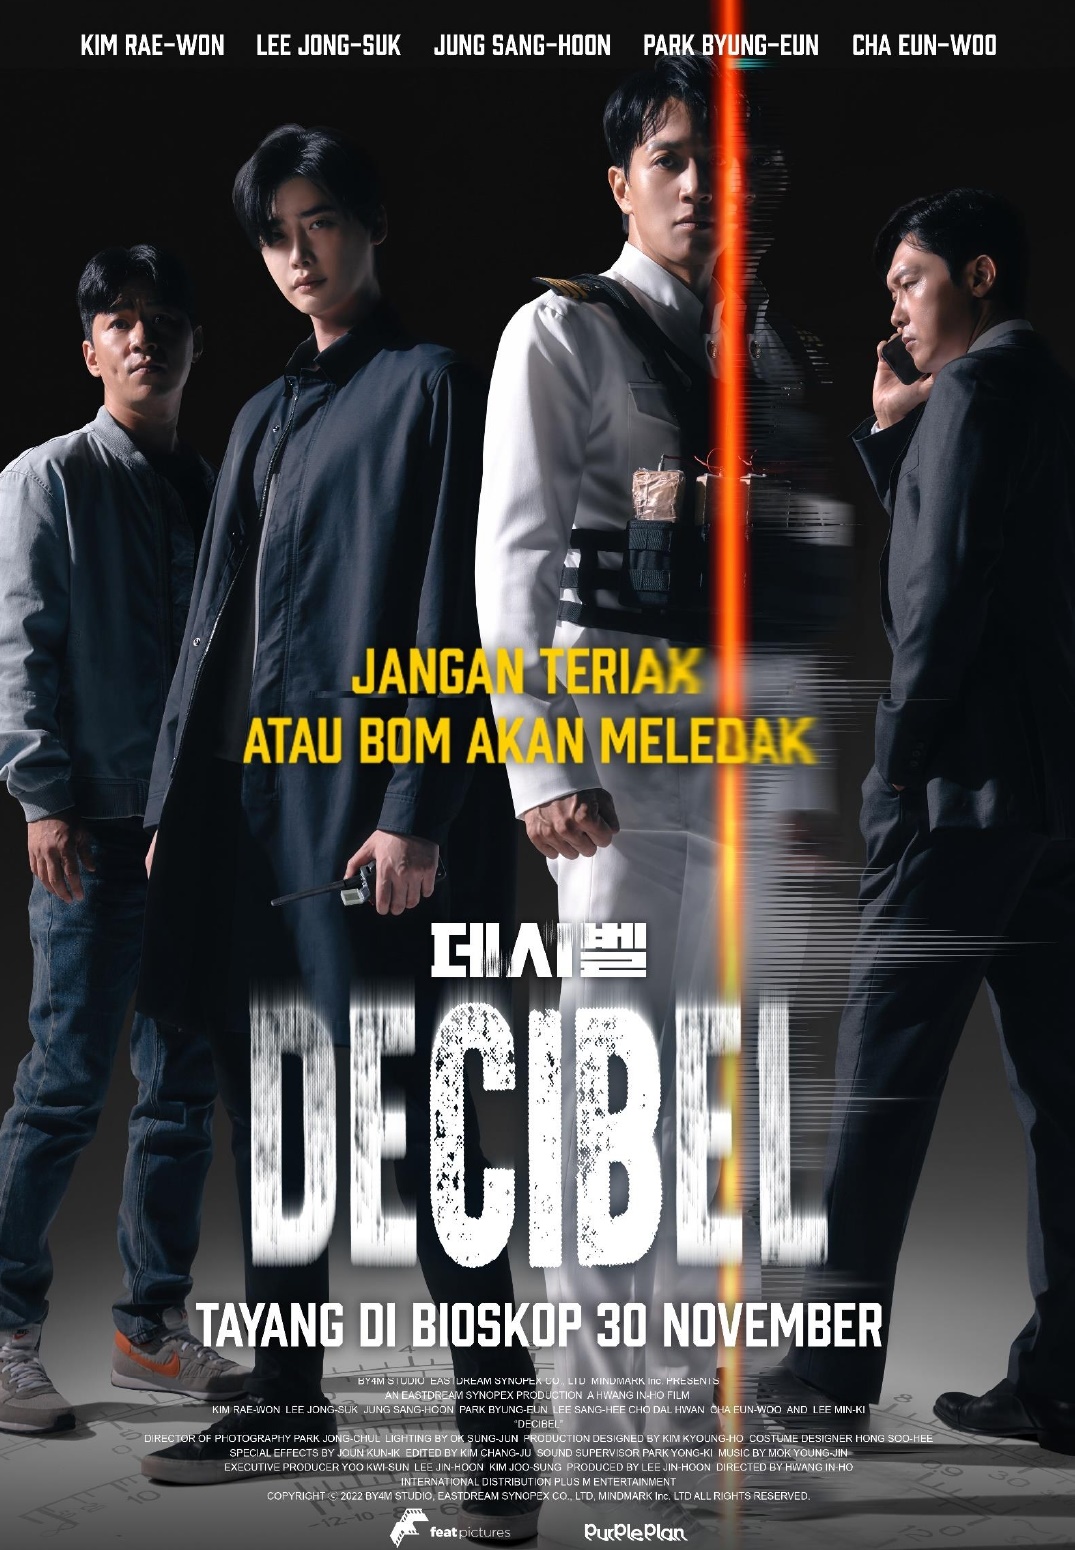 KIM RAE-WON LEE JONG-SUK JUNG SANG-HOON PARK BYUNG-EUN CHA EUN-WOO
JANGAN TERIAK
ATAU BOM AKAN MELEDAK
데시벨
DECIBEL
TAYANG DI BIOSKOP 30 NOVEMBER
BY4M STUDIO EASTDREAM SYNOPEX CO., LTD MINDMARK Inc. PRESENTS
AN EASTDREAM SYNOPEX PRODUCTION A HWANG IN-HO FILM
KIM RAE-WON LEE JONG-SUK JUNG SANG-HOON PARK BYUNG-EUN LEE SANG-HEE CHO DAL HWAN CHA EUN-WOO AND LEE MIN-KI
"DECIBEL"
DIRECTOR OF PHOTOGRAPHY PARK JONG-CHUL LIGHTING BY OK SUNG-JUN PRODUCTION DESIGNED BY KIM KYOUNG-HO COSTUME DESIGNER HONG SOO-HEE
SPECIAL EFFECTS BY JOUN KUN-IK EDITED BY KIM CHANG-JU SOUND SUPERVISOR PARK YONG-KI MUSIC BY MOK YOUNG-JIN
EXECUTIVE PRODUCER YOO KWI-SUN LEE JIN-HOON KIM JOO-SUNG PRODUCED BY LEE JIN-HOON DIRECTED BY HWANG IN-HO
INTERNATIONAL DISTRIBUTION PLUS M ENTERTAINMENT
COPYRIGHT © 2022 BY4M STUDIO, EASTDREAM SYNOPEX CO., LTD, MINDMARK Inc. LTD ALL RIGHTS RESERVED.
feat pictures PurPlePlan